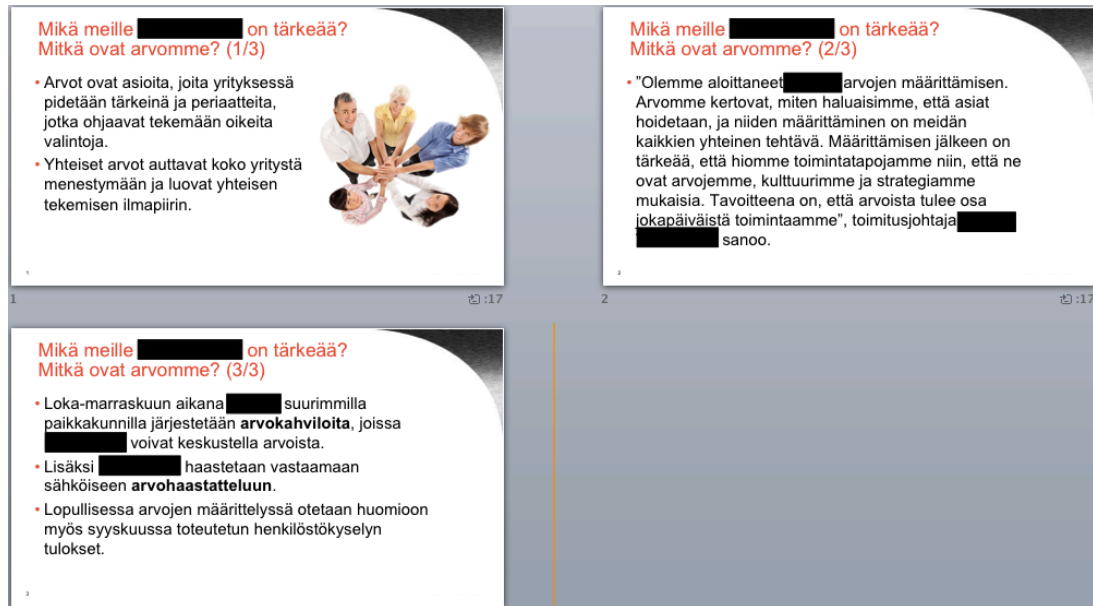 Mikä meille on tärkeää?
Mitkä ovat arvomme? (1/3)
• Arvot ovat asioita, joita yrityksessä
pidetään tärkeinä ja periaatteita,
jotka ohjaavat tekemään oikeita
valintoja.
• Yhteiset arvot auttavat koko yritystä
menestymään ja luovat yhteisen
tekemisen ilmapiirin.
1
1
:17
Mikä meille on tärkeää?
Mitkä ovat arvomme? (2/3)
• ”Olemme aloittaneet arvojen määrittämisen.
Arvomme kertovat, miten haluaisimme, että asiat
hoidetaan, ja niiden määrittäminen on meidän
kaikkien yhteinen tehtävä. Määrittämisen jälkeen on
tärkeää, että hiomme toimintatapojamme niin, että ne
ovat arvojemme, kulttuurimme ja strategiamme
mukaisia. Tavoitteena on, että arvoista tulee osa
jokapäiväistä toimintaamme”, toimitusjohtaja
sanoo.
2
2
:17
Mikä meille on tärkeää?
Mitkä ovat arvomme? (3/3)
• Loka-marraskuun aikana suurimmilla
paikkakunnilla järjestetään arvokahviloita, joissa
voivat keskustella arvoista.
• Lisäksi haastetaan vastaamaan
sähköiseen arvohaastatteluun.
• Lopullisessa arvojen määrittelyssä otetaan huomioon
myös syyskuussa toteutetun henkilöstökyselyn
tulokset.
3